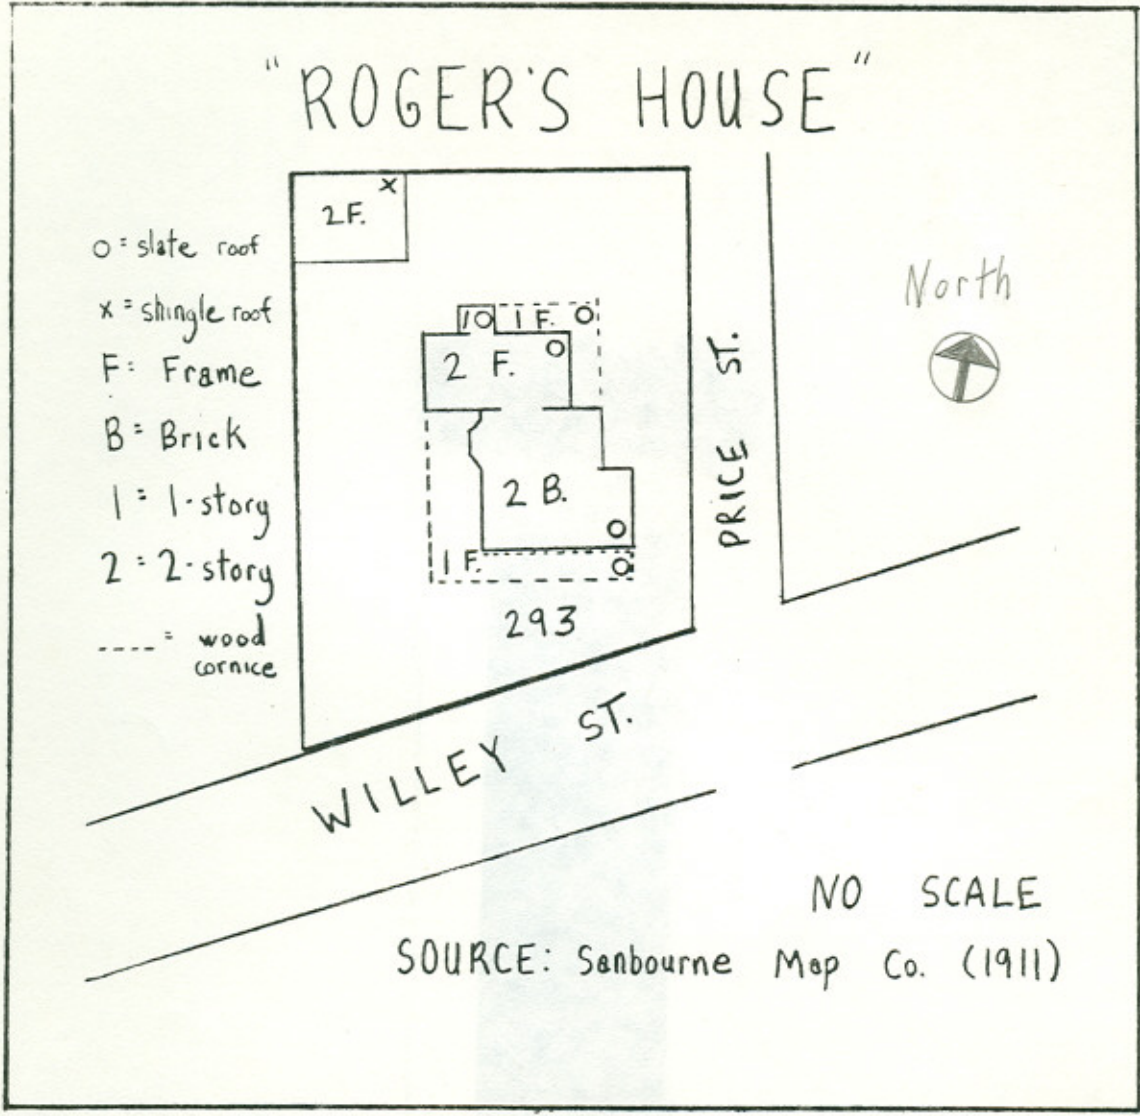 "ROGER'S HOUSE"
2F. x
o = slate roof
x = shingle roof
F = Frame
B = Brick
1 = 1-story
2 = 2-story
---- = wood
cornice
North
1O 1 F. O
2 F. O
2 B. O
1 F. O
293
PRICE ST.
WILLEY ST.
NO SCALE
SOURCE: Sanbourne Map Co. (1911)